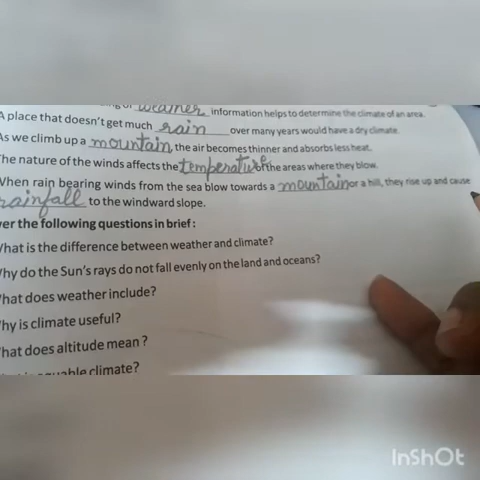 of weather information helps to determine the climate of an area.
A place that doesn't get much rain over many years would have a dry climate.
As we climb up a mountain, the air becomes thinner and absorbs less heat.
The nature of the winds affects the temperature of the areas where they blow.
When rain bearing winds from the sea blow towards a mountain or a hill, they rise up and cause
rainfall to the windward slope.
er the following questions in brief :
What is the difference between weather and climate?
Why do the Sun's rays do not fall evenly on the land and oceans?
What does weather include?
Why is climate useful?
What does altitude mean ?
climate?
InShOt